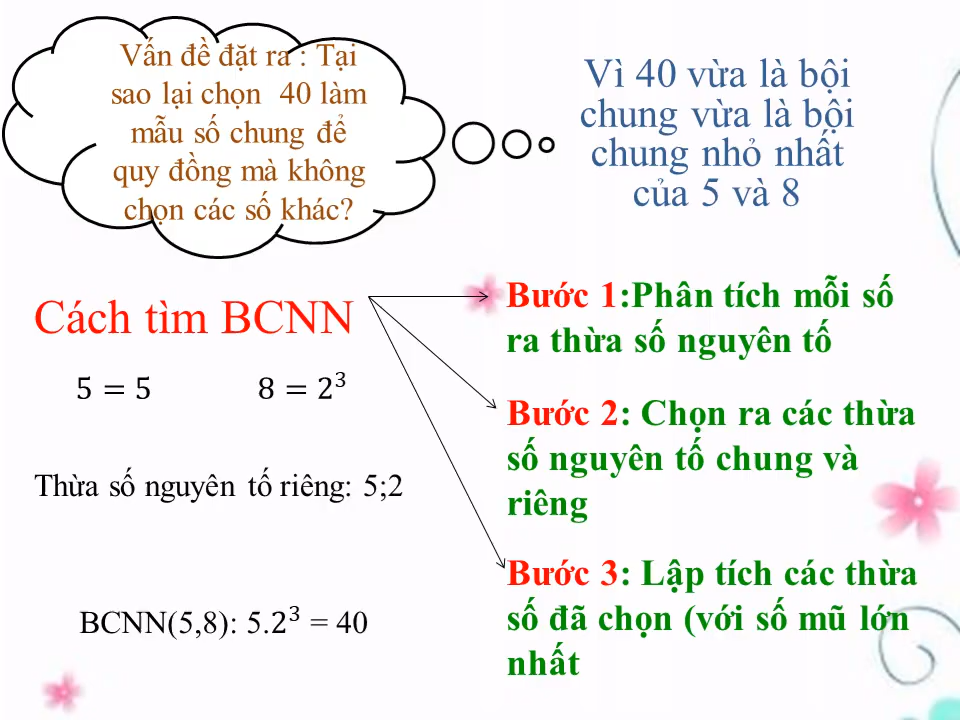 Vấn đề đặt ra : Tại
sao lại chọn 40 làm
mẫu số chung để
quy đồng mà không
chọn các số khác?
Vì 40 vừa là bội
chung vừa là bội
chung nhỏ nhất
của 5 và 8
Cách tìm BCNN
5 = 5 8 = 2³
Thừa số nguyên tố riêng: 5;2
BCNN(5,8): 5.2³ = 40
Bước 1:Phân tích mỗi số
ra thừa số nguyên tố
Bước 2: Chọn ra các thừa
số nguyên tố chung và
riêng
Bước 3: Lập tích các thừa
số đã chọn (với số mũ lớn
nhất